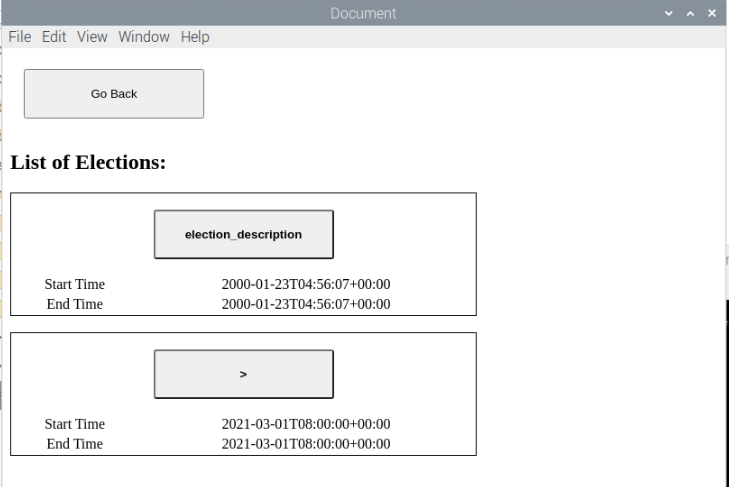 Document
File Edit View Window Help
Go Back
List of Elections:
election_description
Start Time 2000-01-23T04:56:07+00:00
End Time 2000-01-23T04:56:07+00:00
>
Start Time 2021-03-01T08:00:00+00:00
End Time 2021-03-01T08:00:00+00:00